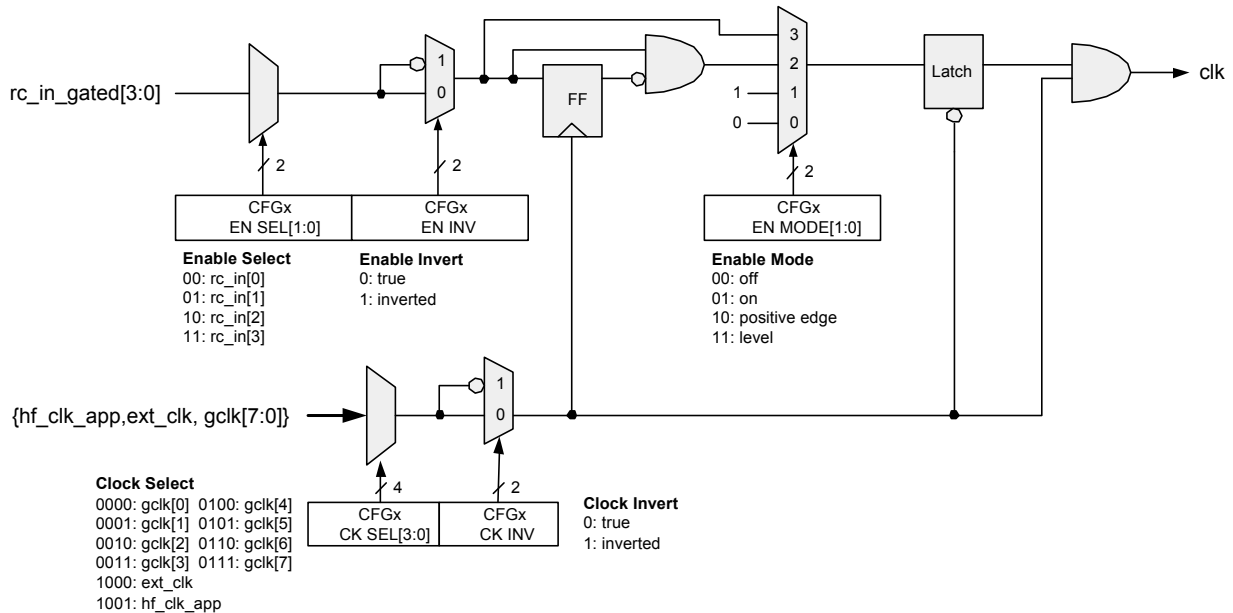 rc_in_gated[3:0]
1
0
FF
3
2
1 1
0 0
Latch
clk
2
2
2
CFGx
EN SEL[1:0]
CFGx
EN INV
CFGx
EN MODE[1:0]
Enable Select
00: rc_in[0]
01: rc_in[1]
10: rc_in[2]
11: rc_in[3]
Enable Invert
0: true
1: inverted
Enable Mode
00: off
01: on
10: positive edge
11: level
{hf_clk_app,ext_clk, gclk[7:0]}
1
0
4
2
Clock Select
0000: gclk[0] 0100: gclk[4]
0001: gclk[1] 0101: gclk[5]
0010: gclk[2] 0110: gclk[6]
0011: gclk[3] 0111: gclk[7]
1000: ext_clk
1001: hf_clk_app
CFGx
CK SEL[3:0]
CFGx
CK INV
Clock Invert
0: true
1: inverted